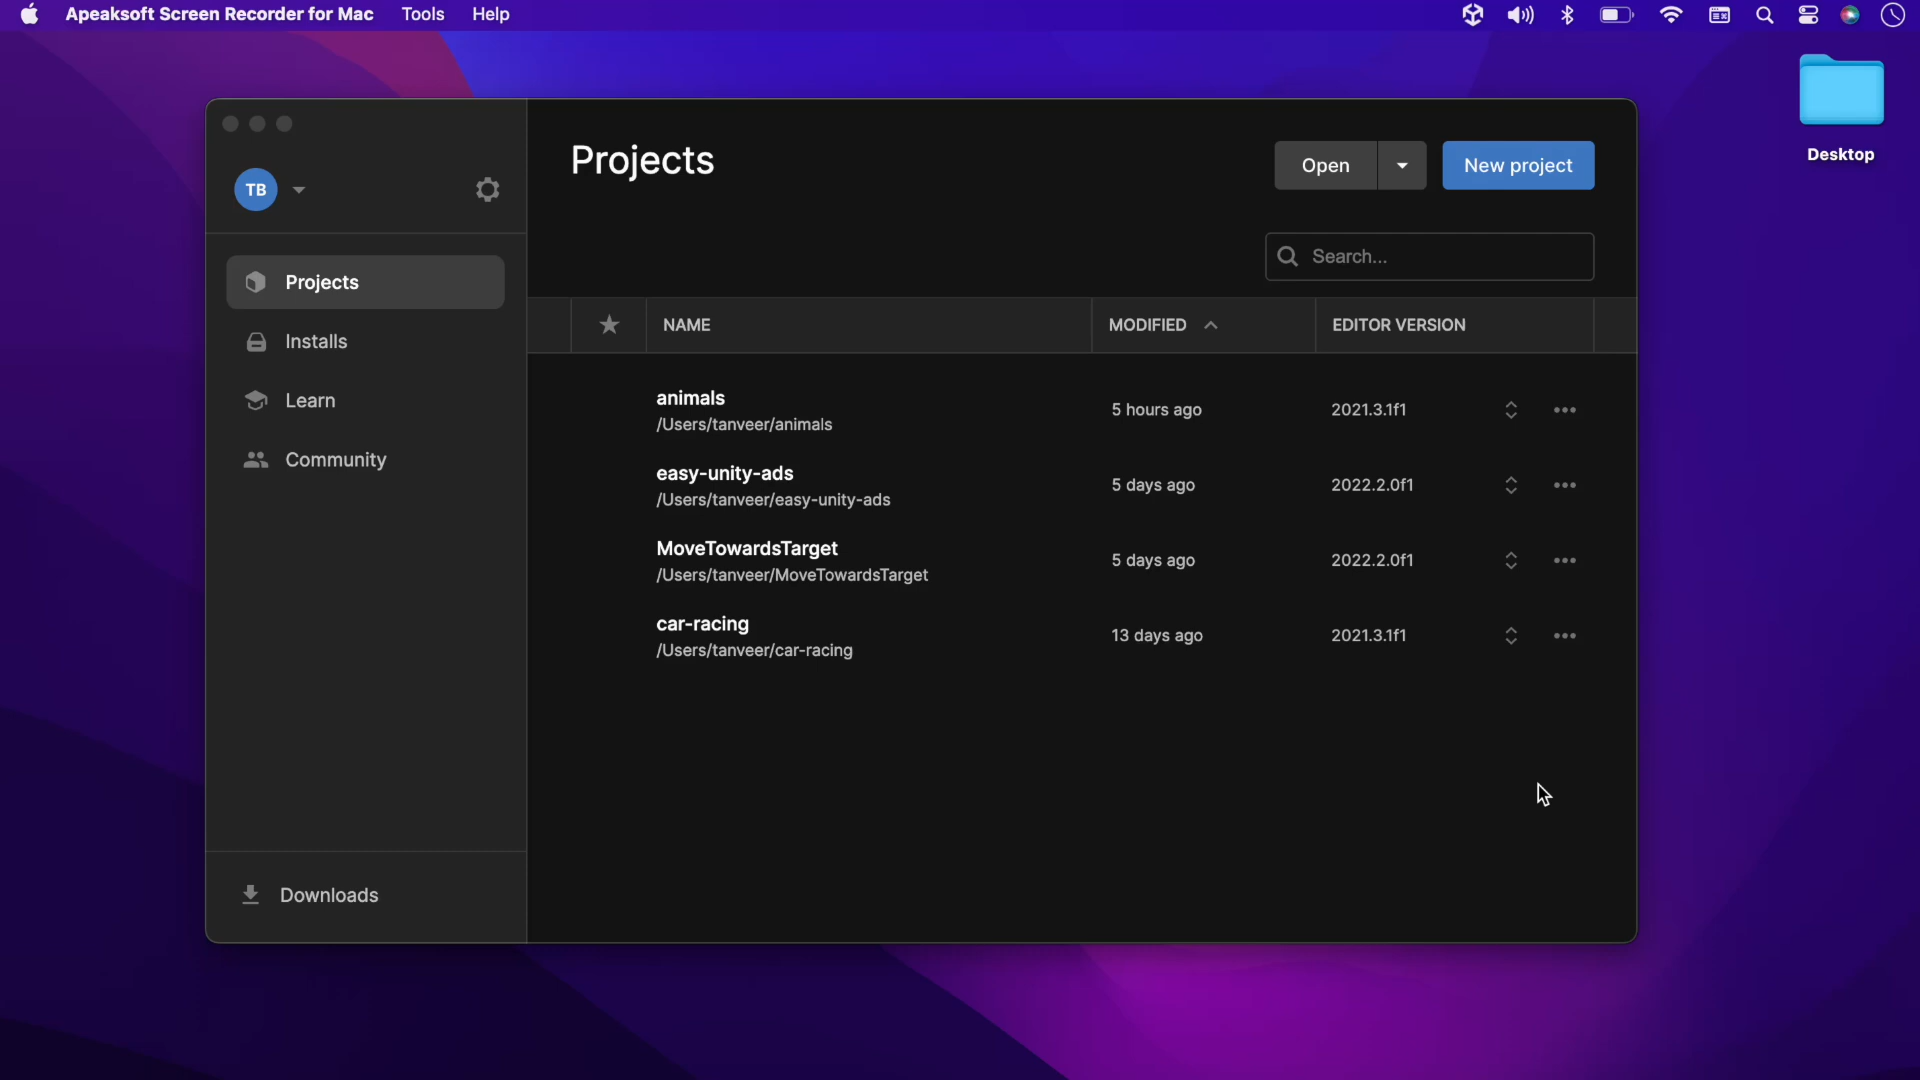 Apeaksoft Screen Recorder for Mac Tools Help
Desktop
TB
Projects
Installs
Learn
Community
Downloads
Projects
Open
New project
Search...
NAME MODIFIED EDITOR VERSION
animals
/Users/tanveer/animals
5 hours ago
2021.3.1f1
easy-unity-ads
/Users/tanveer/easy-unity-ads
5 days ago
2022.2.0f1
MoveTowardsTarget
/Users/tanveer/MoveTowardsTarget
5 days ago
2022.2.0f1
car-racing
/Users/tanveer/car-racing
13 days ago
2021.3.1f1